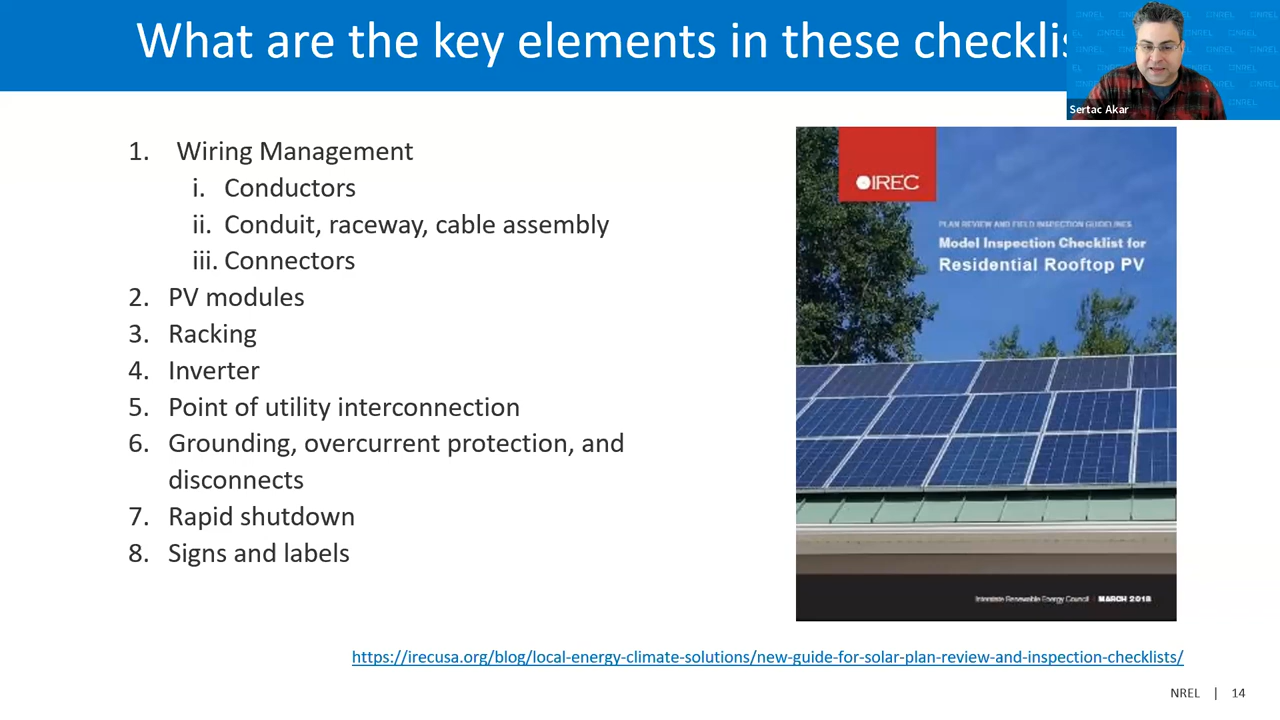 What are the key elements in these checklis
Sertac Akar
1. Wiring Management
i. Conductors
ii. Conduit, raceway, cable assembly
iii. Connectors
2. PV modules
3. Racking
4. Inverter
5. Point of utility interconnection
6. Grounding, overcurrent protection, and
disconnects
7. Rapid shutdown
8. Signs and labels
IREC
PLAN REVIEW AND FIELD INSPECTION GUIDELINES
Model Inspection Checklist for
Residential Rooftop PV
Interstate Renewable Energy Council | MARCH 2018
https://irecusa.org/blog/local-energy-climate-solutions/new-guide-for-solar-plan-review-and-inspection-checklists/
NREL | 14